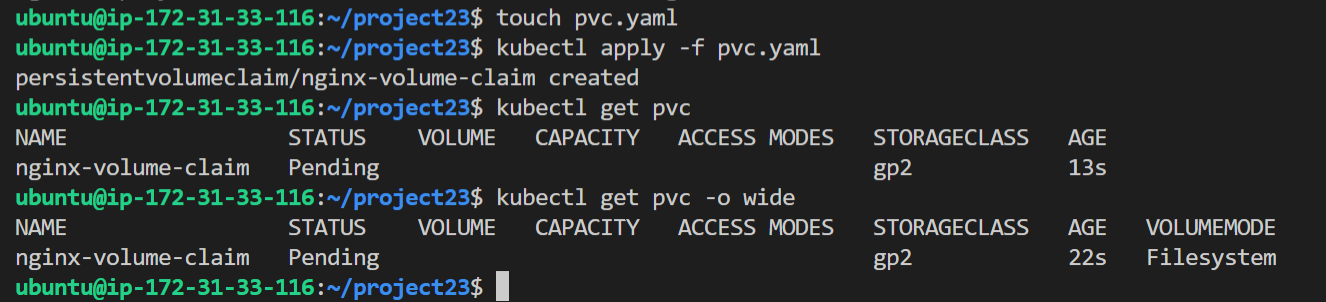 ubuntu@ip-172-31-33-116:~/project23$ touch pvc.yaml
ubuntu@ip-172-31-33-116:~/project23$ kubectl apply -f pvc.yaml
persistentvolumeclaim/nginx-volume-claim created
ubuntu@ip-172-31-33-116:~/project23$ kubectl get pvc
NAME                 STATUS    VOLUME   CAPACITY   ACCESS MODES   STORAGECLASS   AGE
nginx-volume-claim   Pending                                      gp2            13s
ubuntu@ip-172-31-33-116:~/project23$ kubectl get pvc -o wide
NAME                 STATUS    VOLUME   CAPACITY   ACCESS MODES   STORAGECLASS   AGE   VOLUMEMODE
nginx-volume-claim   Pending                                      gp2            22s   Filesystem
ubuntu@ip-172-31-33-116:~/project23$